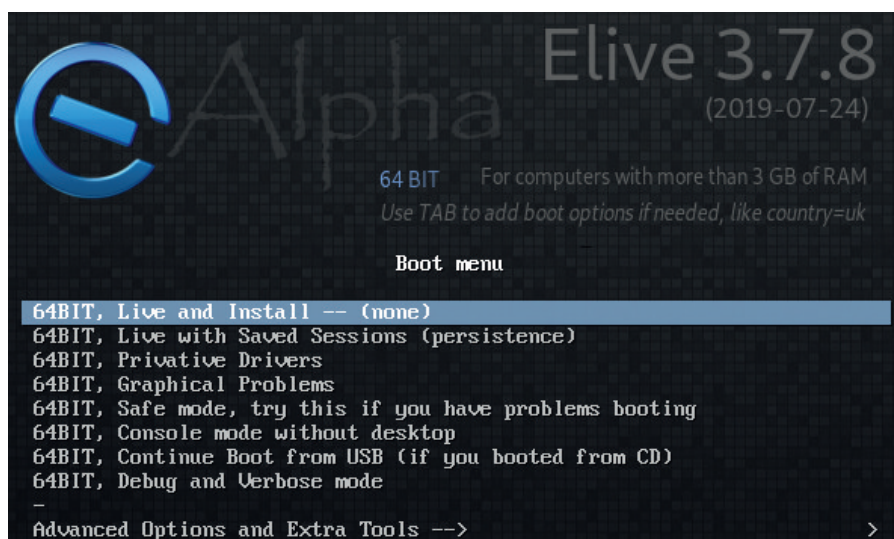 Alpha
Elive 3.7.8
(2019-07-24)
64 BIT For computers with more than 3 GB of RAM
Use TAB to add boot options if needed, like country=uk
Boot menu
64BIT, Live and Install -- (none)
64BIT, Live with Saved Sessions (persistence)
64BIT, Privative Drivers
64BIT, Graphical Problems
64BIT, Safe mode, try this if you have problems booting
64BIT, Console mode without desktop
64BIT, Continue Boot from USB (if you booted from CD)
64BIT, Debug and Verbose mode
-
Advanced Options and Extra Tools --> >